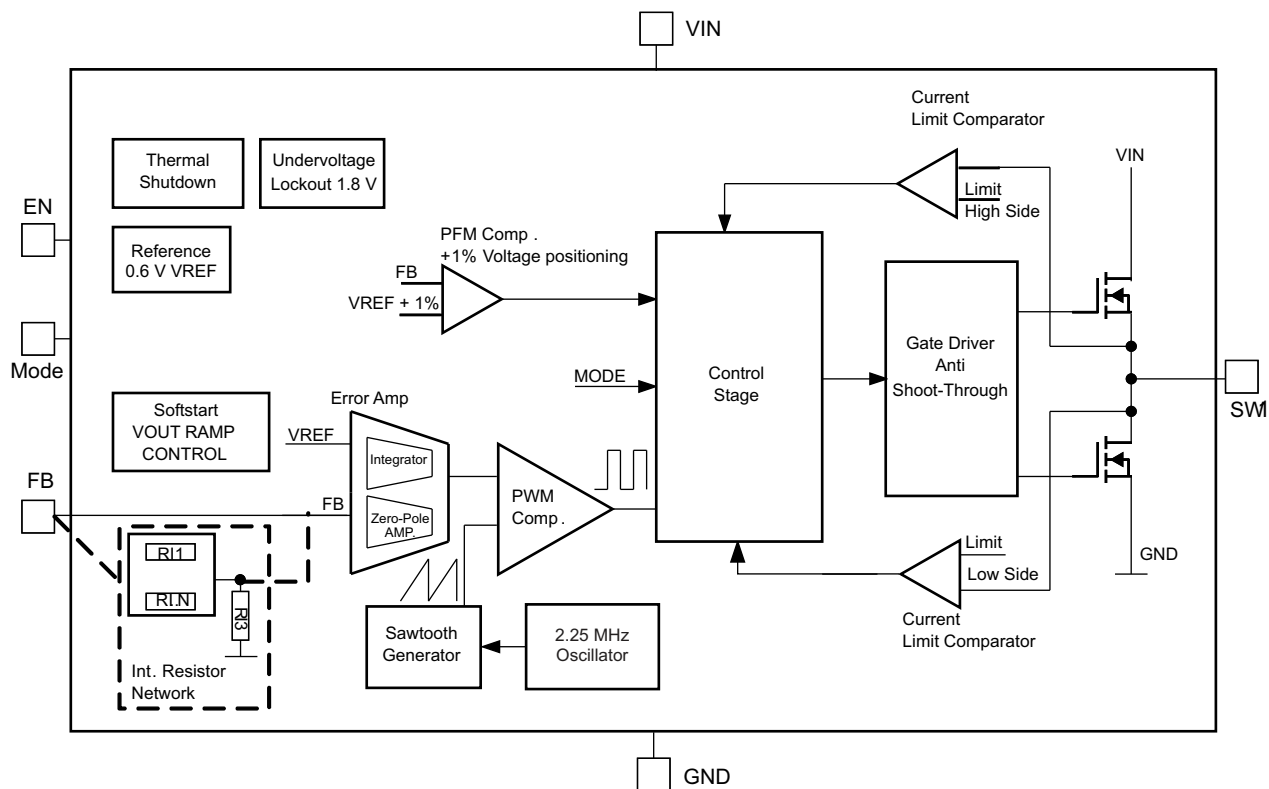 VIN
Current
Limit Comparator
Thermal
Shutdown
Undervoltage
Lockout 1.8 V
VIN
Limit
High Side
EN
Reference
0.6 V VREF
PFM Comp .
+1% Voltage positioning
FB
VREF + 1%
Mode
MODE
Control
Stage
Gate Driver
Anti
Shoot-Through
SW1
Softstart
VOUT RAMP
CONTROL
Error Amp
VREF
Integrator
FB
FB
Zero-Pole
AMP.
PWM
Comp .
RI1
RI..N
RI3
Int. Resistor
Network
Sawtooth
Generator
2.25 MHz
Oscillator
Limit
Low Side
Current
Limit Comparator
GND
GND